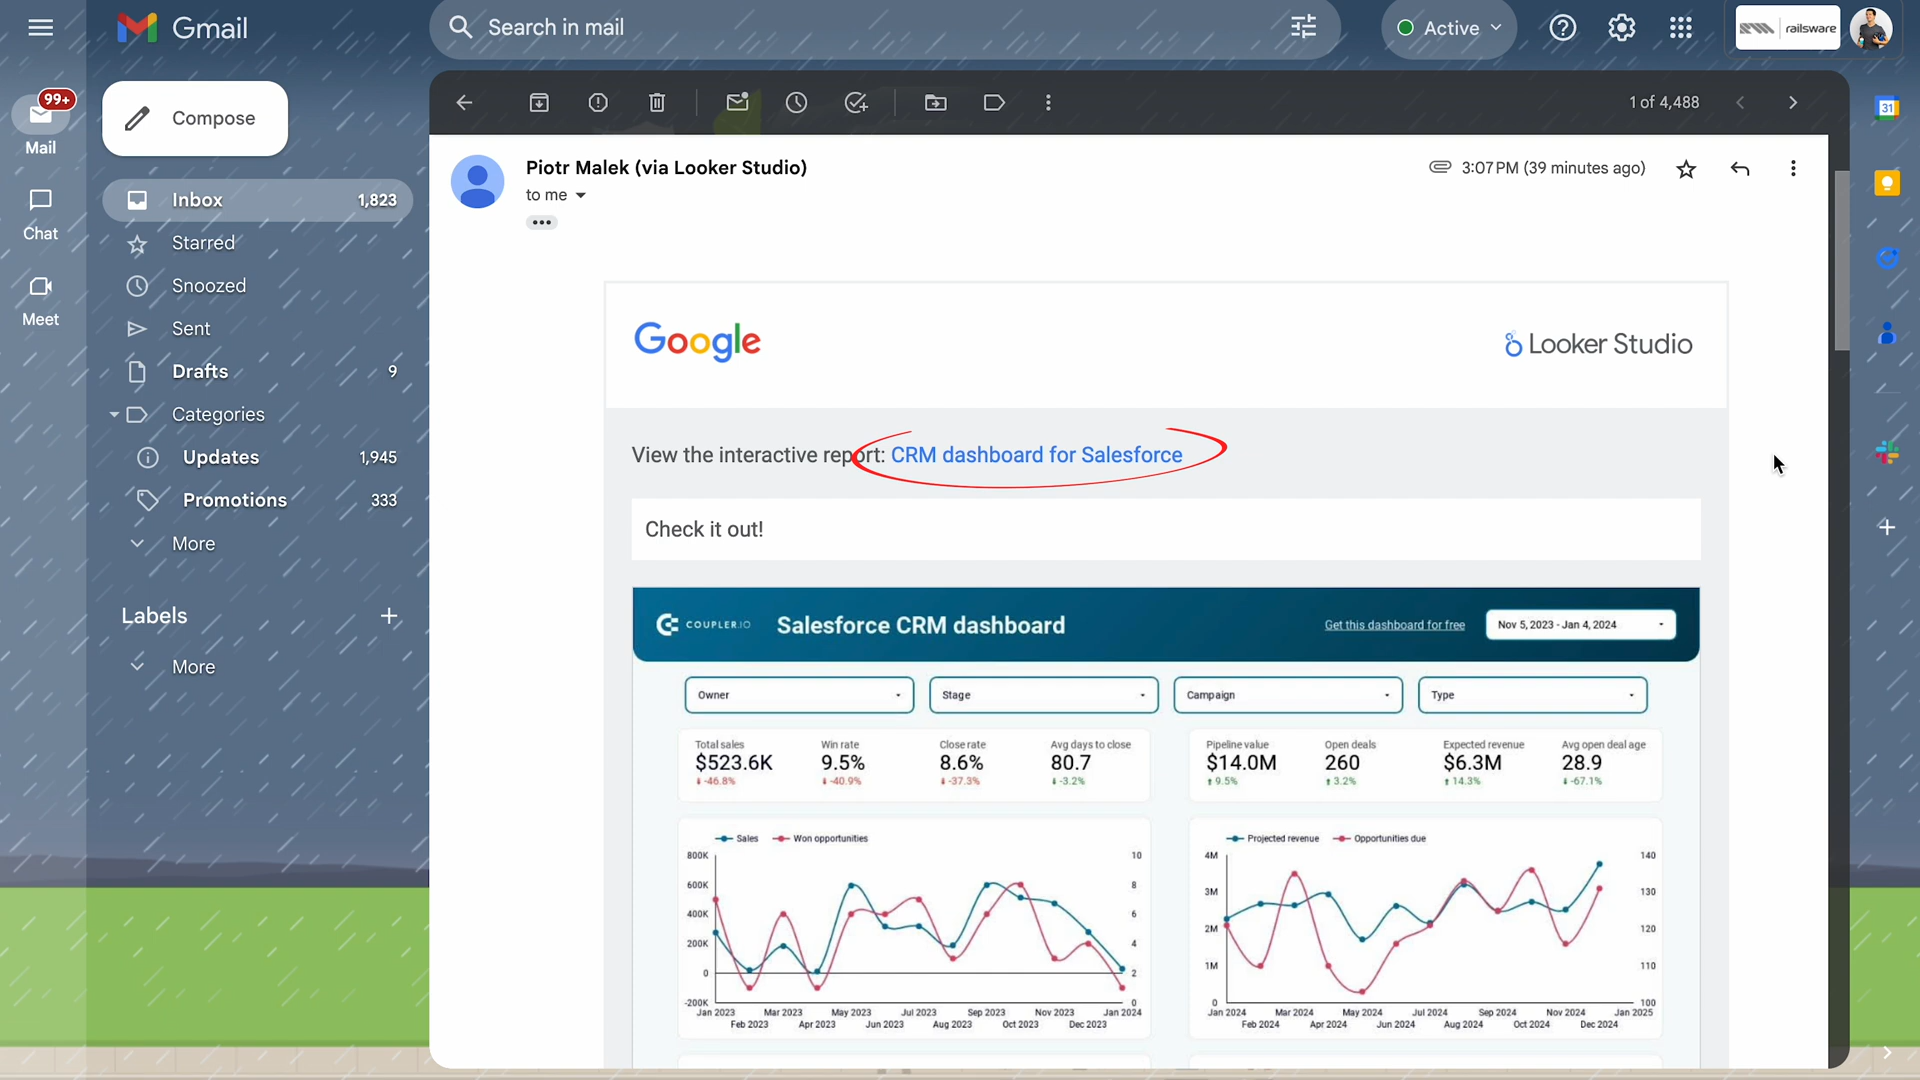 Gmail
Search in mail
Active
railsware
99+
Mail
Chat
Meet
Compose
Inbox 1,823
Starred
Snoozed
Sent
Drafts 9
Categories
Updates 1,945
Promotions 333
More
Labels
More
1 of 4,488
31
Piotr Malek (via Looker Studio)
3:07 PM (39 minutes ago)
to me
Google
Looker Studio
View the interactive report: CRM dashboard for Salesforce
Check it out!
COUPLER.IO
Salesforce CRM dashboard
Get this dashboard for free
Nov 5, 2023 - Jan 4, 2024
Owner
Stage
Campaign
Type
Total sales
$523.6K
-46.8%
Win rate
9.5%
-40.9%
Close rate
8.6%
-37.3%
Avg days to close
80.7
-3.2%
Pipeline value
$14.0M
9.5%
Open deals
260
3.2%
Expected revenue
$6.3M
14.3%
Avg open deal age
28.9
-67.1%
Sales
Won opportunities
800K
600K
400K
200K
0
-200K
10
8
6
4
2
0
Jan 2023
Feb 2023
Mar 2023
Apr 2023
May 2023
Jun 2023
Jul 2023
Aug 2023
Sep 2023
Oct 2023
Nov 2023
Dec 2023
Jan 2024
Projected revenue
Opportunities due
4M
3M
2M
1M
0
140
130
120
110
100
Jan 2024
Feb 2024
Mar 2024
Apr 2024
May 2024
Jun 2024
Jul 2024
Aug 2024
Sep 2024
Oct 2024
Nov 2024
Dec 2024
Jan 2025